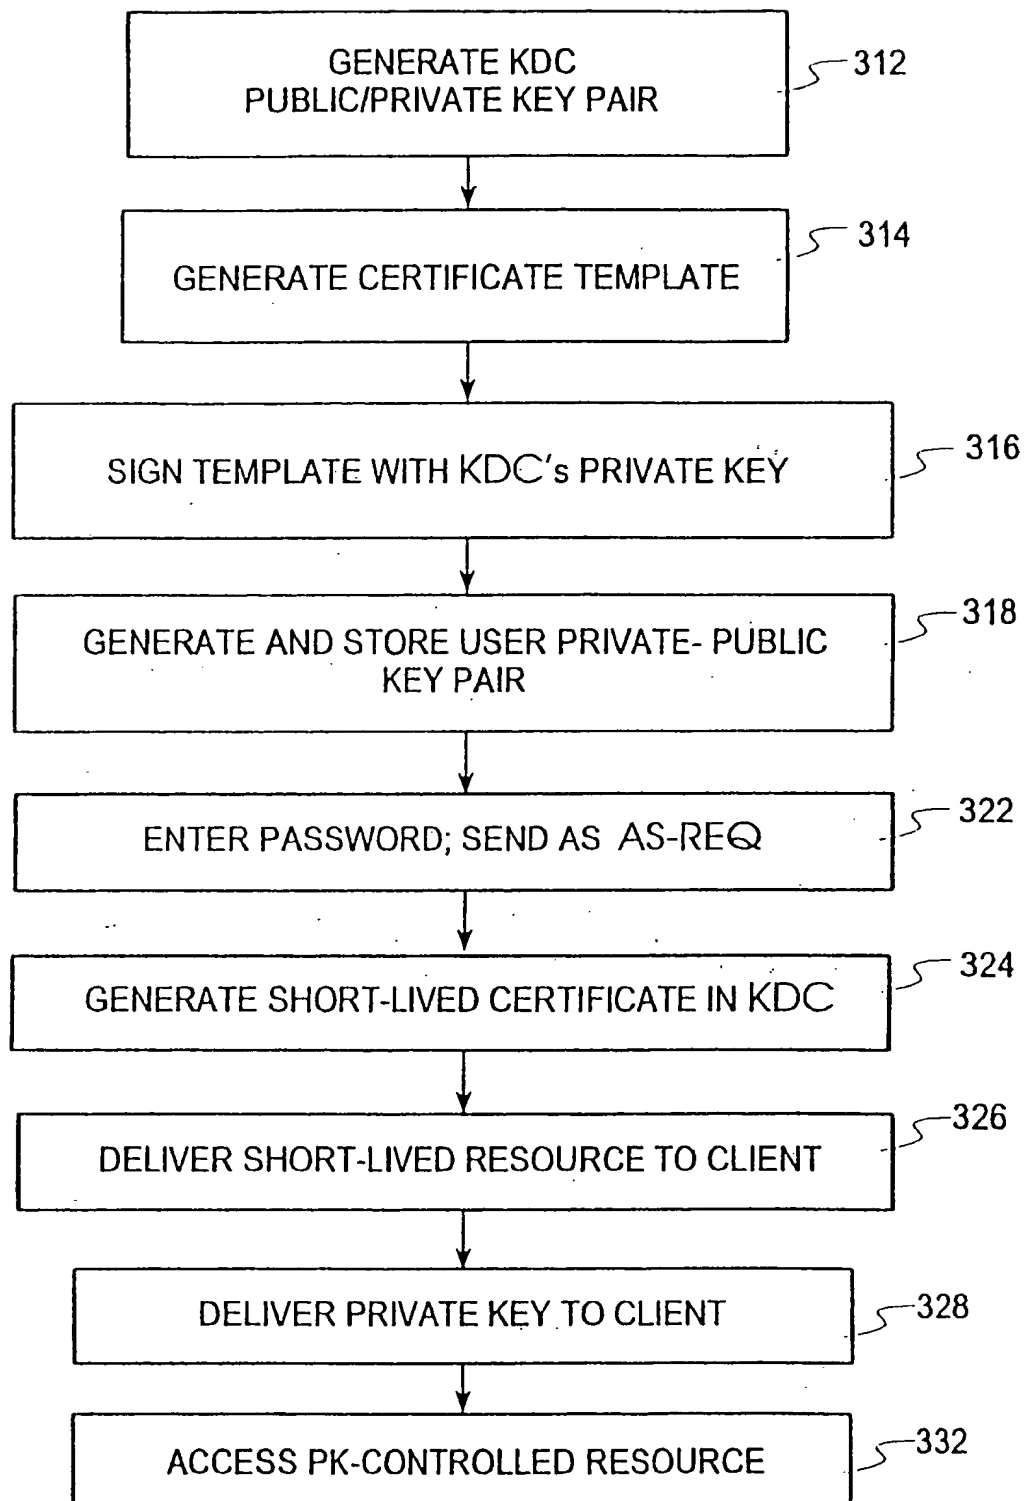 GENERATE KDC
PUBLIC/PRIVATE KEY PAIR
312
GENERATE CERTIFICATE TEMPLATE
314
SIGN TEMPLATE WITH KDC's PRIVATE KEY
316
GENERATE AND STORE USER PRIVATE- PUBLIC
KEY PAIR
318
ENTER PASSWORD; SEND AS AS-REQ
322
GENERATE SHORT-LIVED CERTIFICATE IN KDC
324
DELIVER SHORT-LIVED RESOURCE TO CLIENT
326
DELIVER PRIVATE KEY TO CLIENT
328
ACCESS PK-CONTROLLED RESOURCE
332